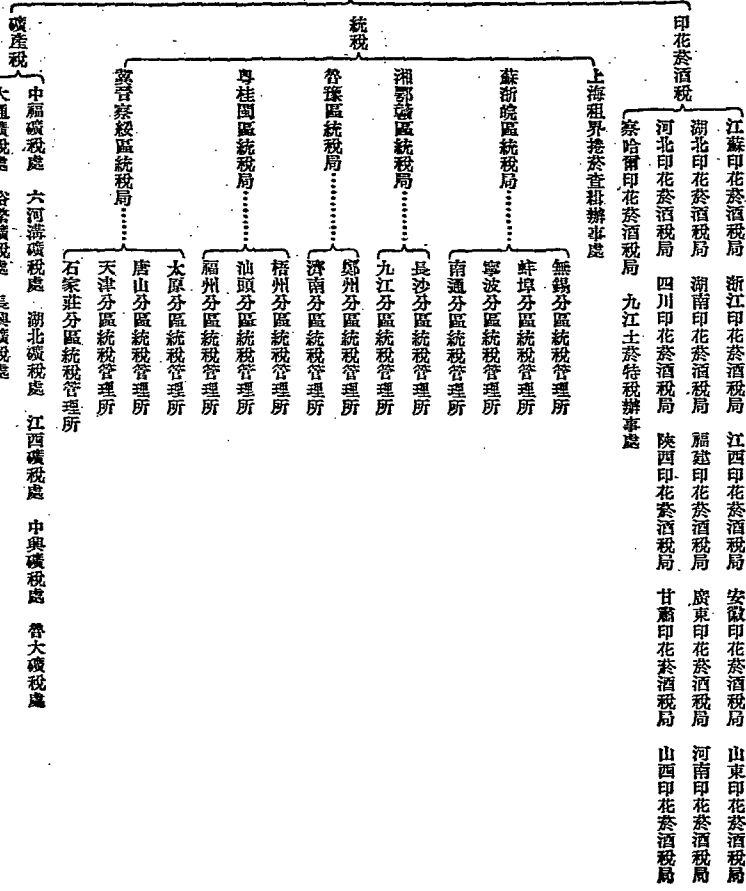 印花菸酒稅
江蘇印花菸酒稅局　浙江印花菸酒稅局　江西印花菸酒稅局　安徽印花菸酒稅局　山東印花菸酒稅局
湖北印花菸酒稅局　湖南印花菸酒稅局　福建印花菸酒稅局　廣東印花菸酒稅局　河南印花菸酒稅局
河北印花菸酒稅局　四川印花菸酒稅局　陝西印花菸酒稅局　甘肅印花菸酒稅局　山西印花菸酒稅局
察哈爾印花菸酒稅局　九江土菸特稅辦事處
統稅
上海租界捲菸查緝辦事處
蘇浙皖區統稅局
無錫分區統稅管理所
蚌埠分區統稅管理所
寧波分區統稅管理所
南通分區統稅管理所
湘鄂贛區統稅局
長沙分區統稅管理所
九江分區統稅管理所
魯豫區統稅局
鄭州分區統稅管理所
濟南分區統稅管理所
粤桂閩區統稅局
梧州分區統稅管理所
汕頭分區統稅管理所
福州分區統稅管理所
冀晉察綏區統稅局
太原分區統稅管理所
唐山分區統稅管理所
天津分區統稅管理所
石家莊分區統稅管理所
礦產稅
中福礦稅處　六河溝礦稅處　湖北礦稅處　江西礦稅處　中興礦稅處　魯大礦稅處
大通礦稅處　裕繁礦稅處　長興礦稅處